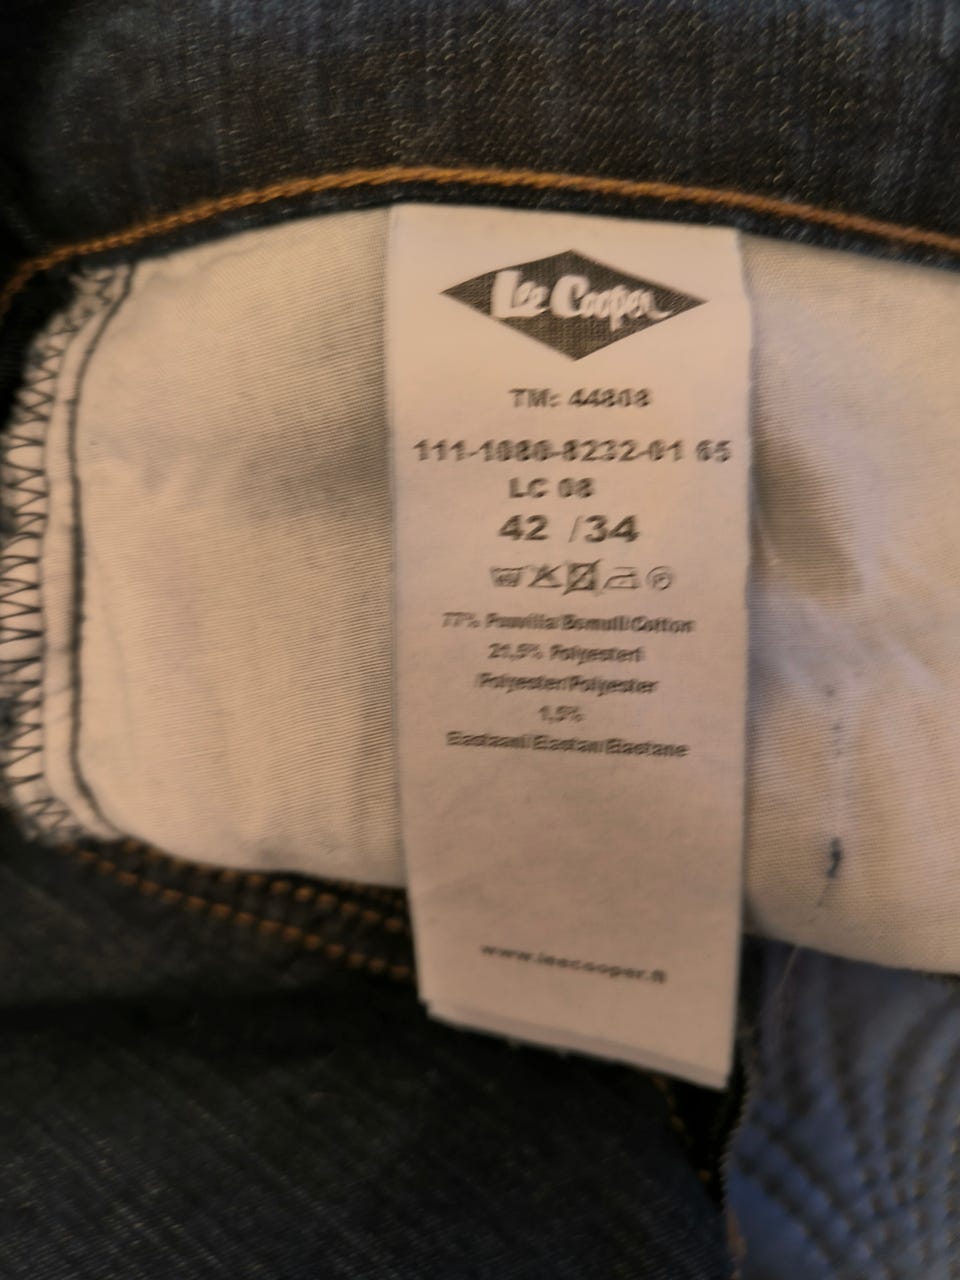 Lee Cooper
TM: 44808
111-1080-8232-01 65
LC 08
42 /34
77% Puuvilla/Bomull/Cotton
21,5% Polyesteri
/Polyester/Polyester
1,5%
Elastaani/Elastan/Elastane
www.leecooper.fi